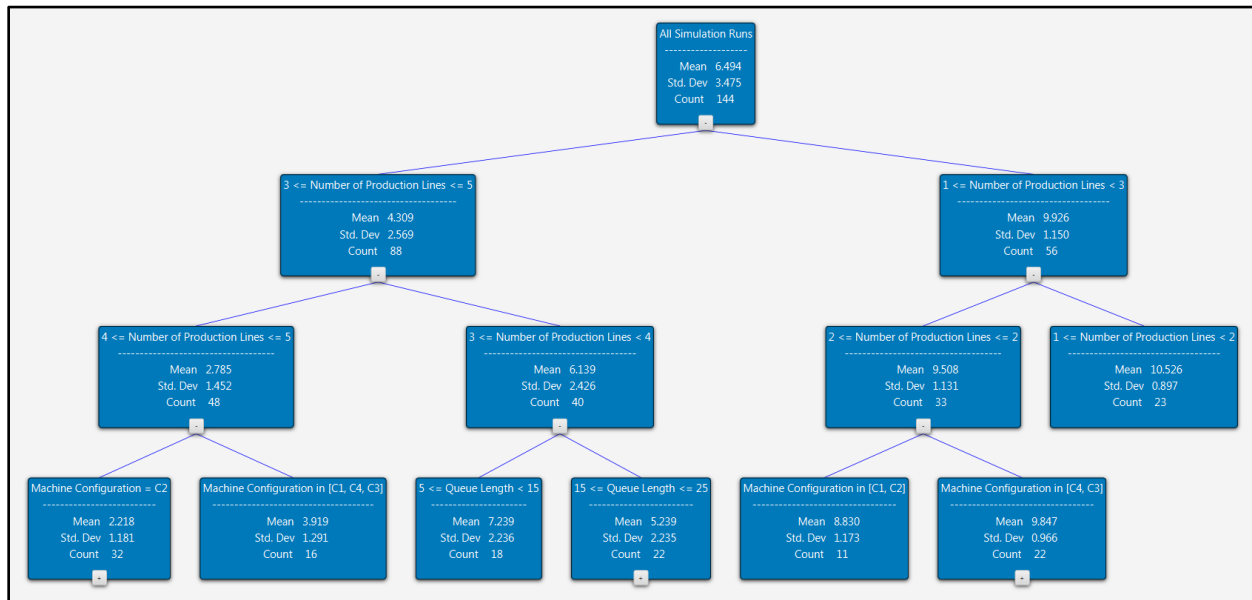 All Simulation Runs
-------------------
Mean 6.494
Std. Dev 3.475
Count 144
-
3 <= Number of Production Lines <= 5
------------------------------------
Mean 4.309
Std. Dev 2.569
Count 88
-
1 <= Number of Production Lines < 3
-----------------------------------
Mean 9.926
Std. Dev 1.150
Count 56
-
4 <= Number of Production Lines <= 5
------------------------------------
Mean 2.785
Std. Dev 1.452
Count 48
-
3 <= Number of Production Lines < 4
-----------------------------------
Mean 6.139
Std. Dev 2.426
Count 40
-
2 <= Number of Production Lines <= 2
------------------------------------
Mean 9.508
Std. Dev 1.131
Count 33
-
1 <= Number of Production Lines < 2
-----------------------------------
Mean 10.526
Std. Dev 0.897
Count 23
Machine Configuration = C2
--------------------------
Mean 2.218
Std. Dev 1.181
Count 32
+
Machine Configuration in [C1, C4, C3]
-------------------------------------
Mean 3.919
Std. Dev 1.291
Count 16
5 <= Queue Length < 15
----------------------
Mean 7.239
Std. Dev 2.236
Count 18
15 <= Queue Length <= 25
------------------------
Mean 5.239
Std. Dev 2.235
Count 22
+
Machine Configuration in [C1, C2]
---------------------------------
Mean 8.830
Std. Dev 1.173
Count 11
Machine Configuration in [C4, C3]
---------------------------------
Mean 9.847
Std. Dev 0.966
Count 22
+